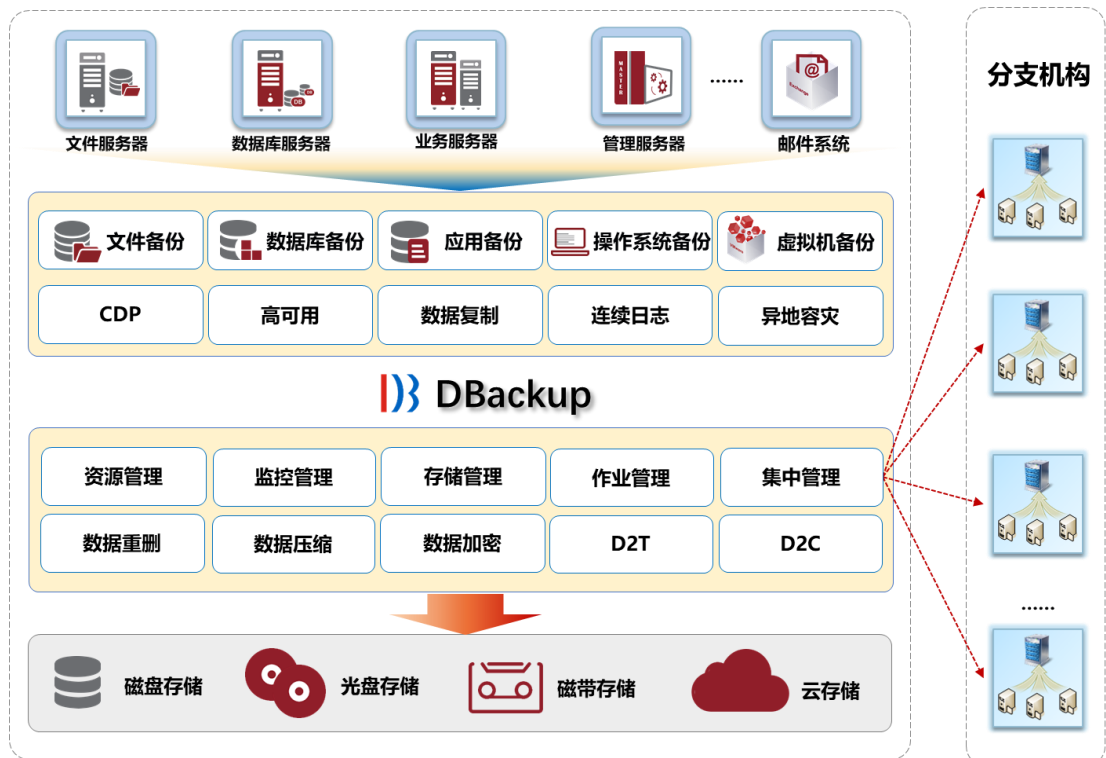 分支机构
MASTER
DB
@
Exchange
......
文件服务器
数据库服务器
业务服务器
管理服务器
邮件系统
文件备份
数据库备份
应用备份
操作系统备份
虚拟机备份
CDP
高可用
数据复制
连续日志
异地容灾
DBackup
资源管理
监控管理
存储管理
作业管理
集中管理
数据重删
数据压缩
数据加密
D2T
D2C
......
磁盘存储
光盘存储
磁带存储
云存储